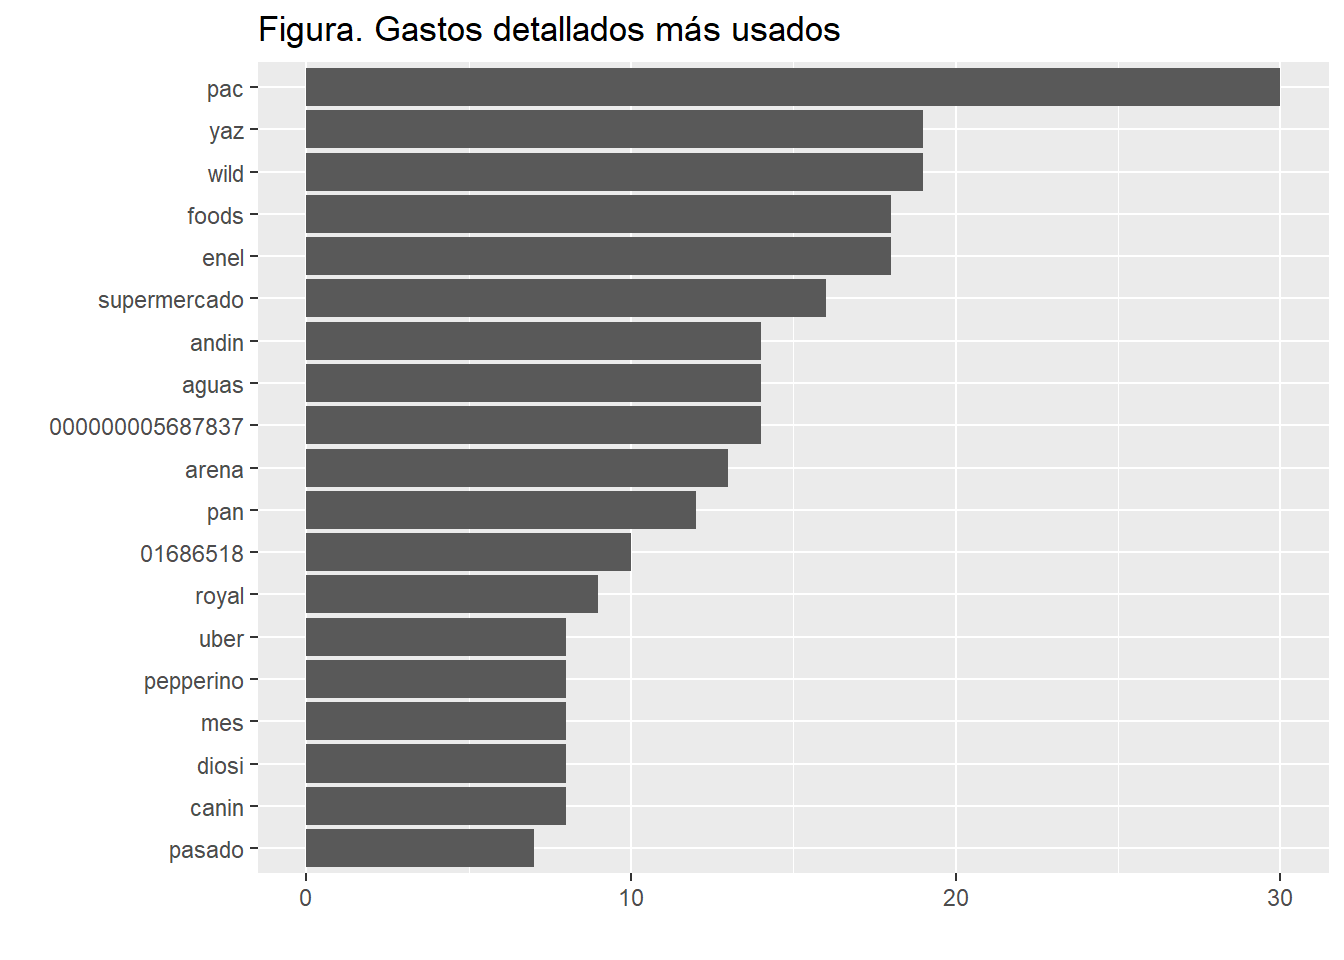 Figura. Gastos detallados más usados
pac
yaz
wild
foods
enel
supermercado
andin
aguas
000000005687837
arena
pan
01686518
royal
uber
pepperino
mes
diosi
canin
pasado
0 10 20 30